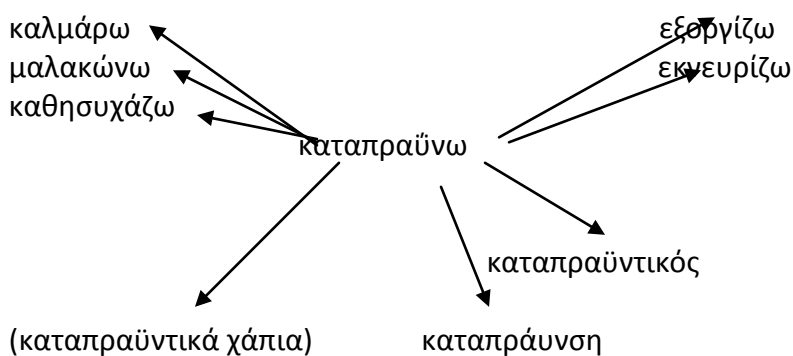 καλμάρω εξοργίζω
μαλακώνω εκνευρίζω
καθησυχάζω
καταπραΰνω
καταπραϋντικός
(καταπραϋντικά χάπια) καταπράυνση